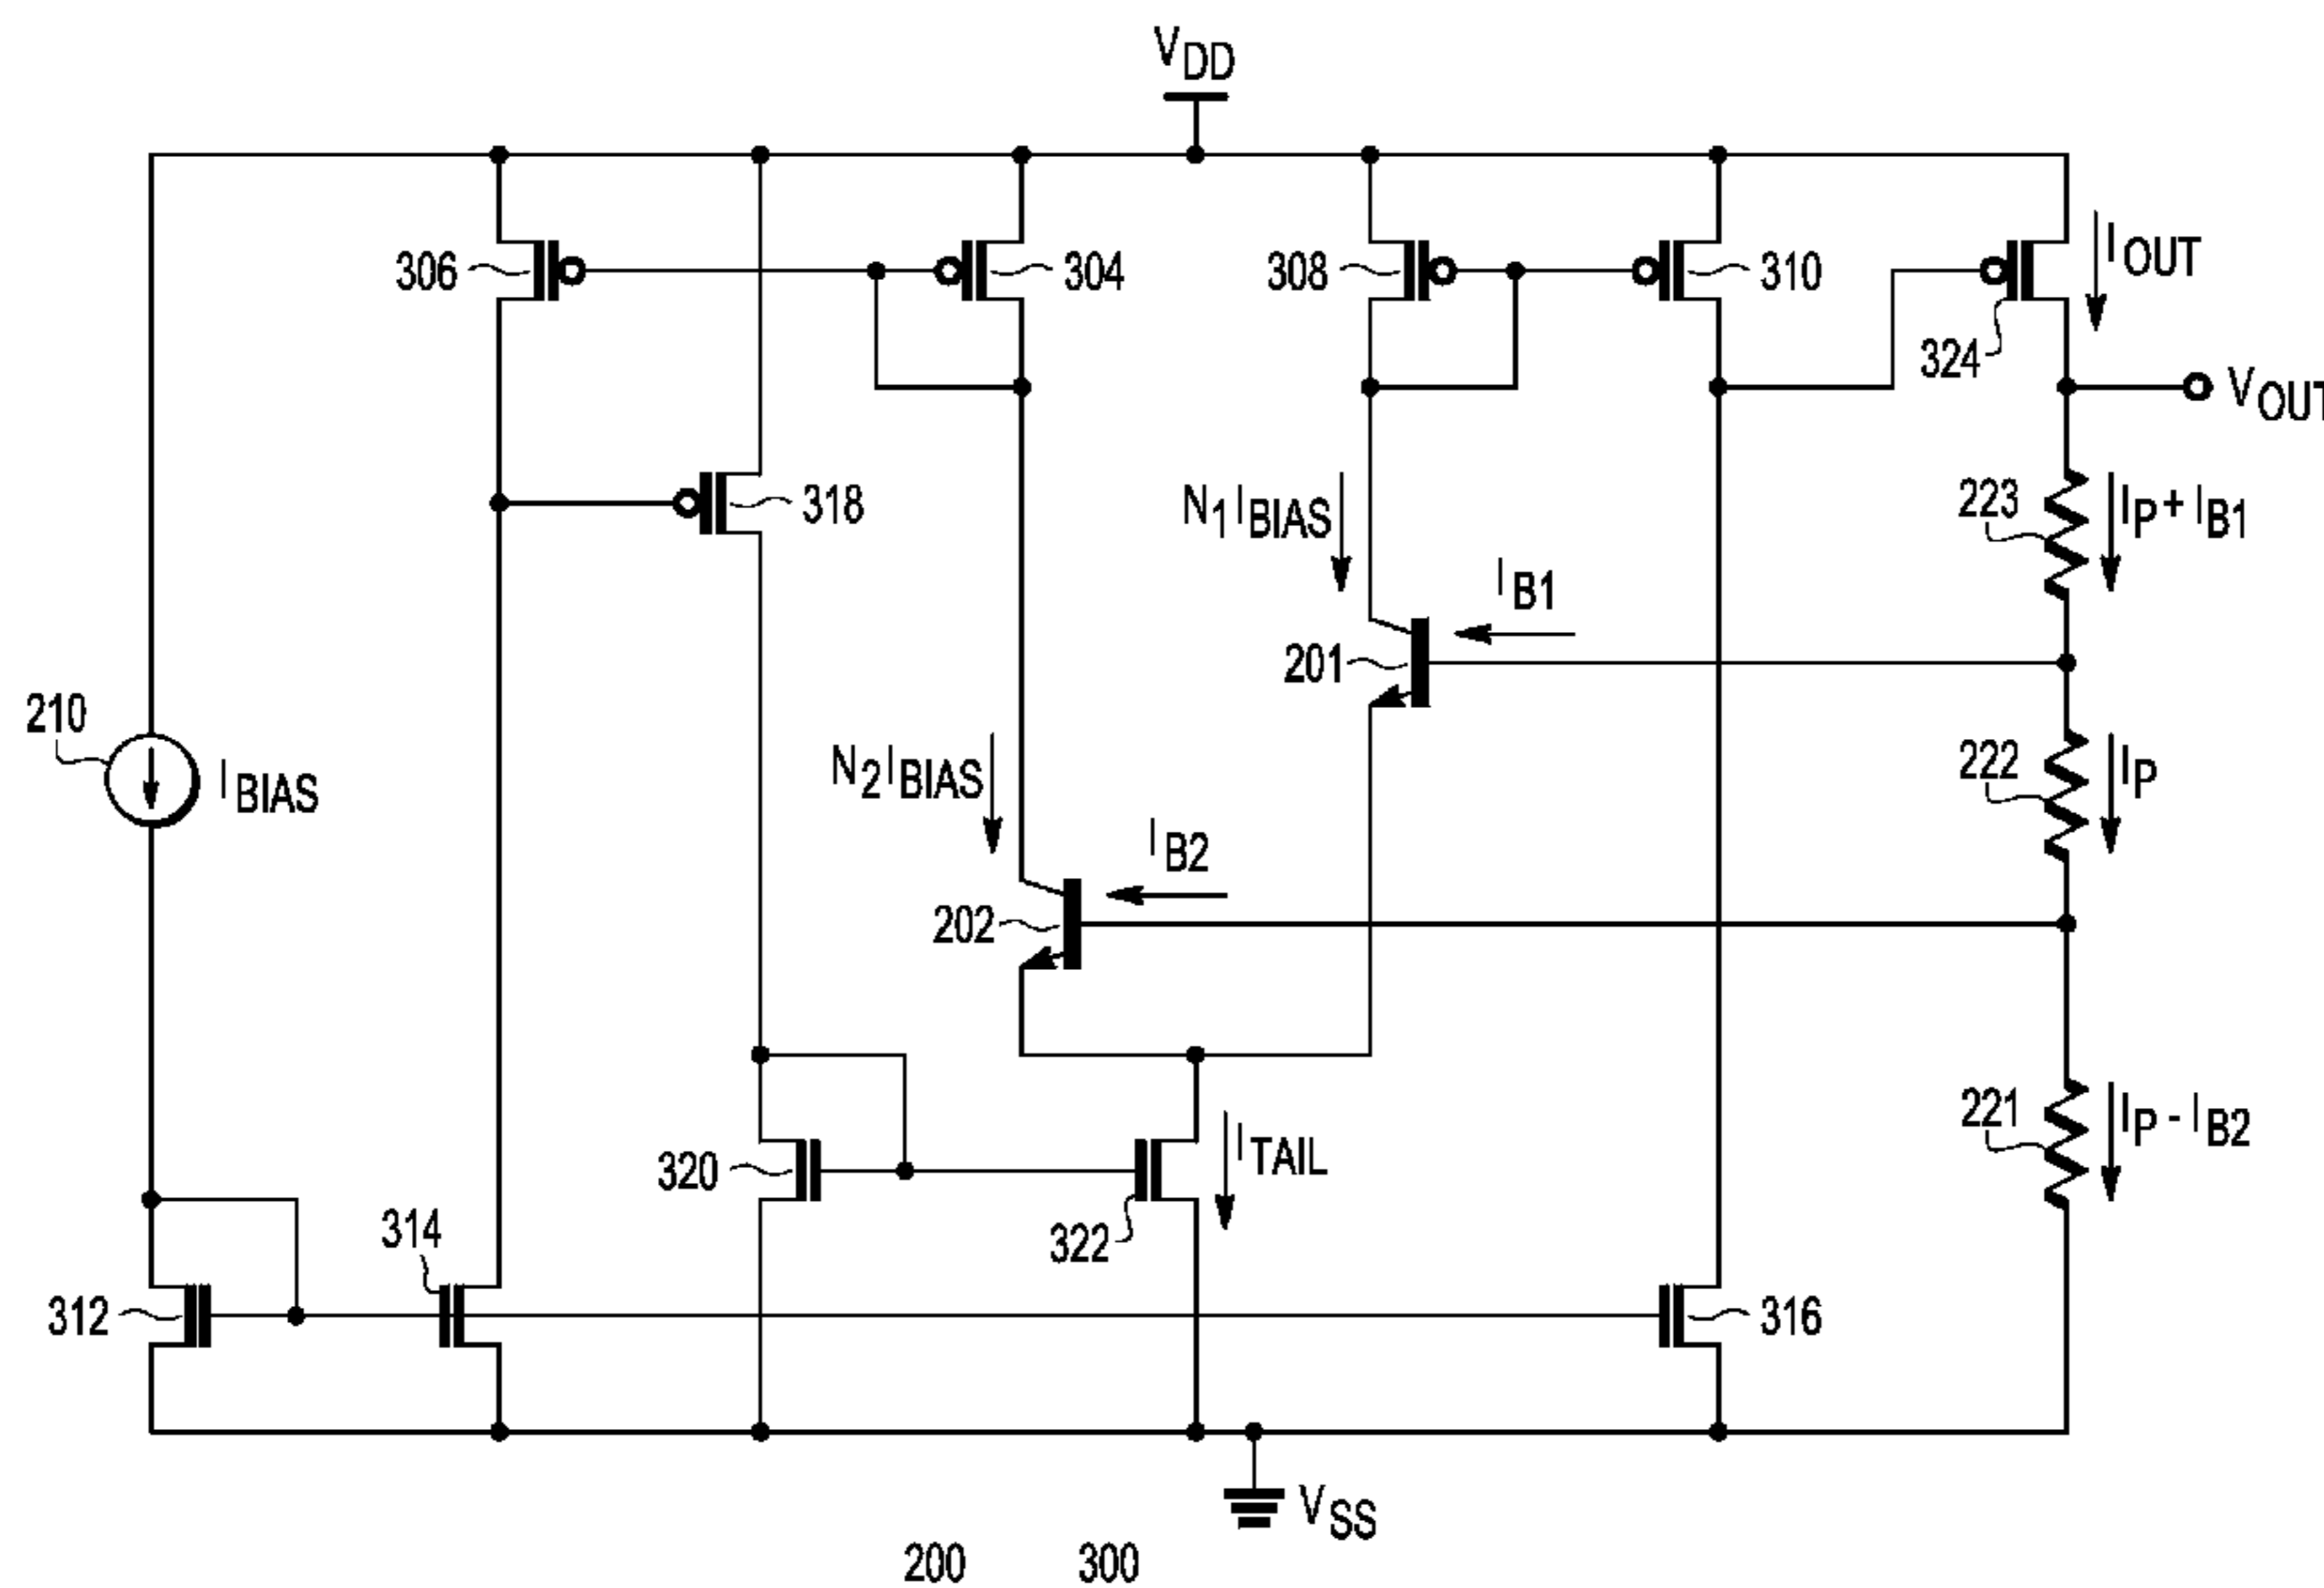 VDD
306
304
308
310
IOUT
324
VOUT
318
N1IBIAS
223
IP+ IB1
IB1
201
210
IBIAS
N2IBIAS
222
IP
IB2
202
221
IP - IB2
320
322
ITAIL
314
312
316
VSS
200
300